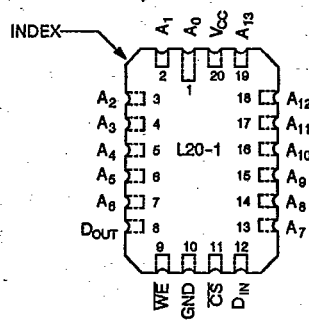 INDEX
A1 A0 VCC A13
2 1 20 19
A2 3 18 A12
A3 4 17 A11
A4 5 L20-1 16 A10
A5 6 15 A9
A6 7 14 A8
DOUT 8 13 A7
9 10 11 12
WE GND CS DIN